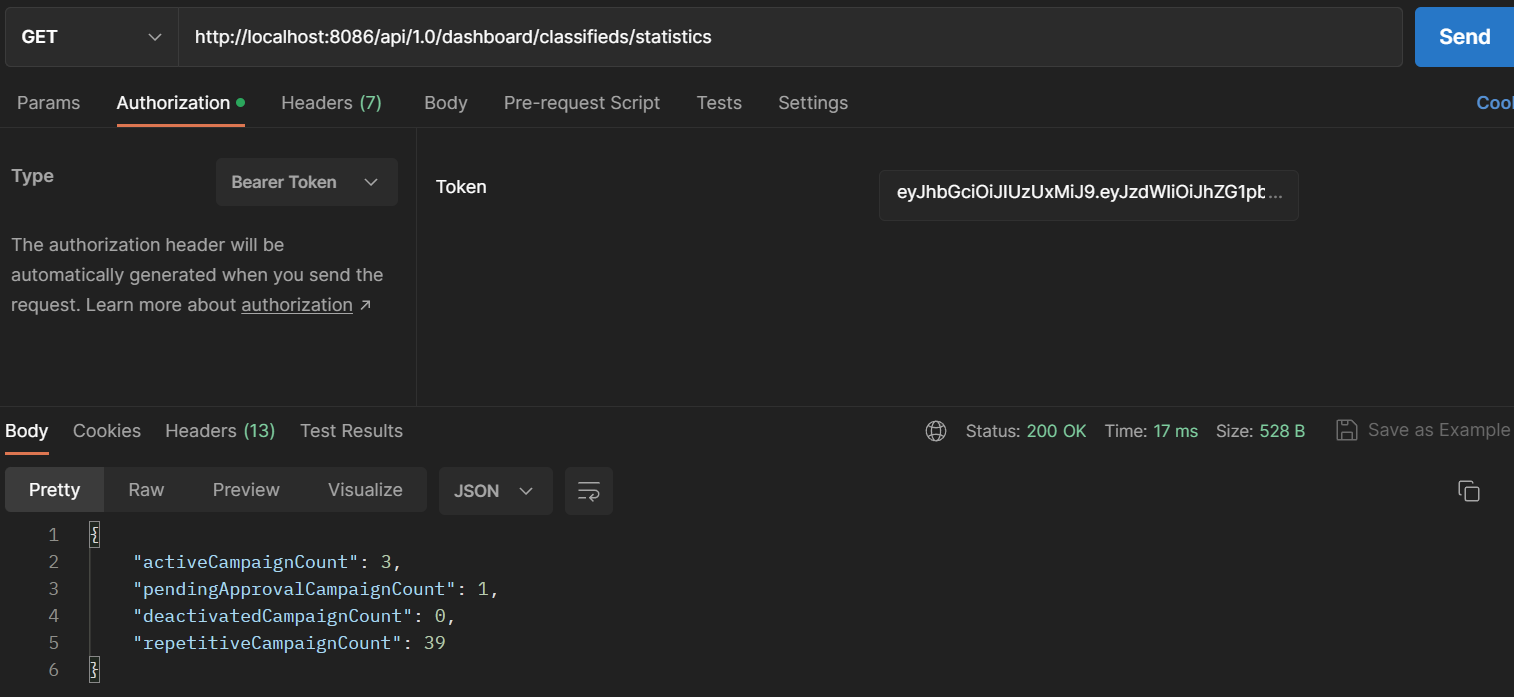 GET http://localhost:8086/api/1.0/dashboard/classifieds/statistics Send
Params Authorization Headers (7) Body Pre-request Script Tests Settings
Type Bearer Token
Token eyJhbGciOiJIUzUxMiJ9.eyJzdWIiOiJhZG1pb...
The authorization header will be
automatically generated when you send the
request. Learn more about authorization ↗
Body Cookies Headers (13) Test Results Status: 200 OK Time: 17 ms Size: 528 B Save as Example
Pretty Raw Preview Visualize JSON
1 {
2 "activeCampaignCount": 3,
3 "pendingApprovalCampaignCount": 1,
4 "deactivatedCampaignCount": 0,
5 "repetitiveCampaignCount": 39
6 }